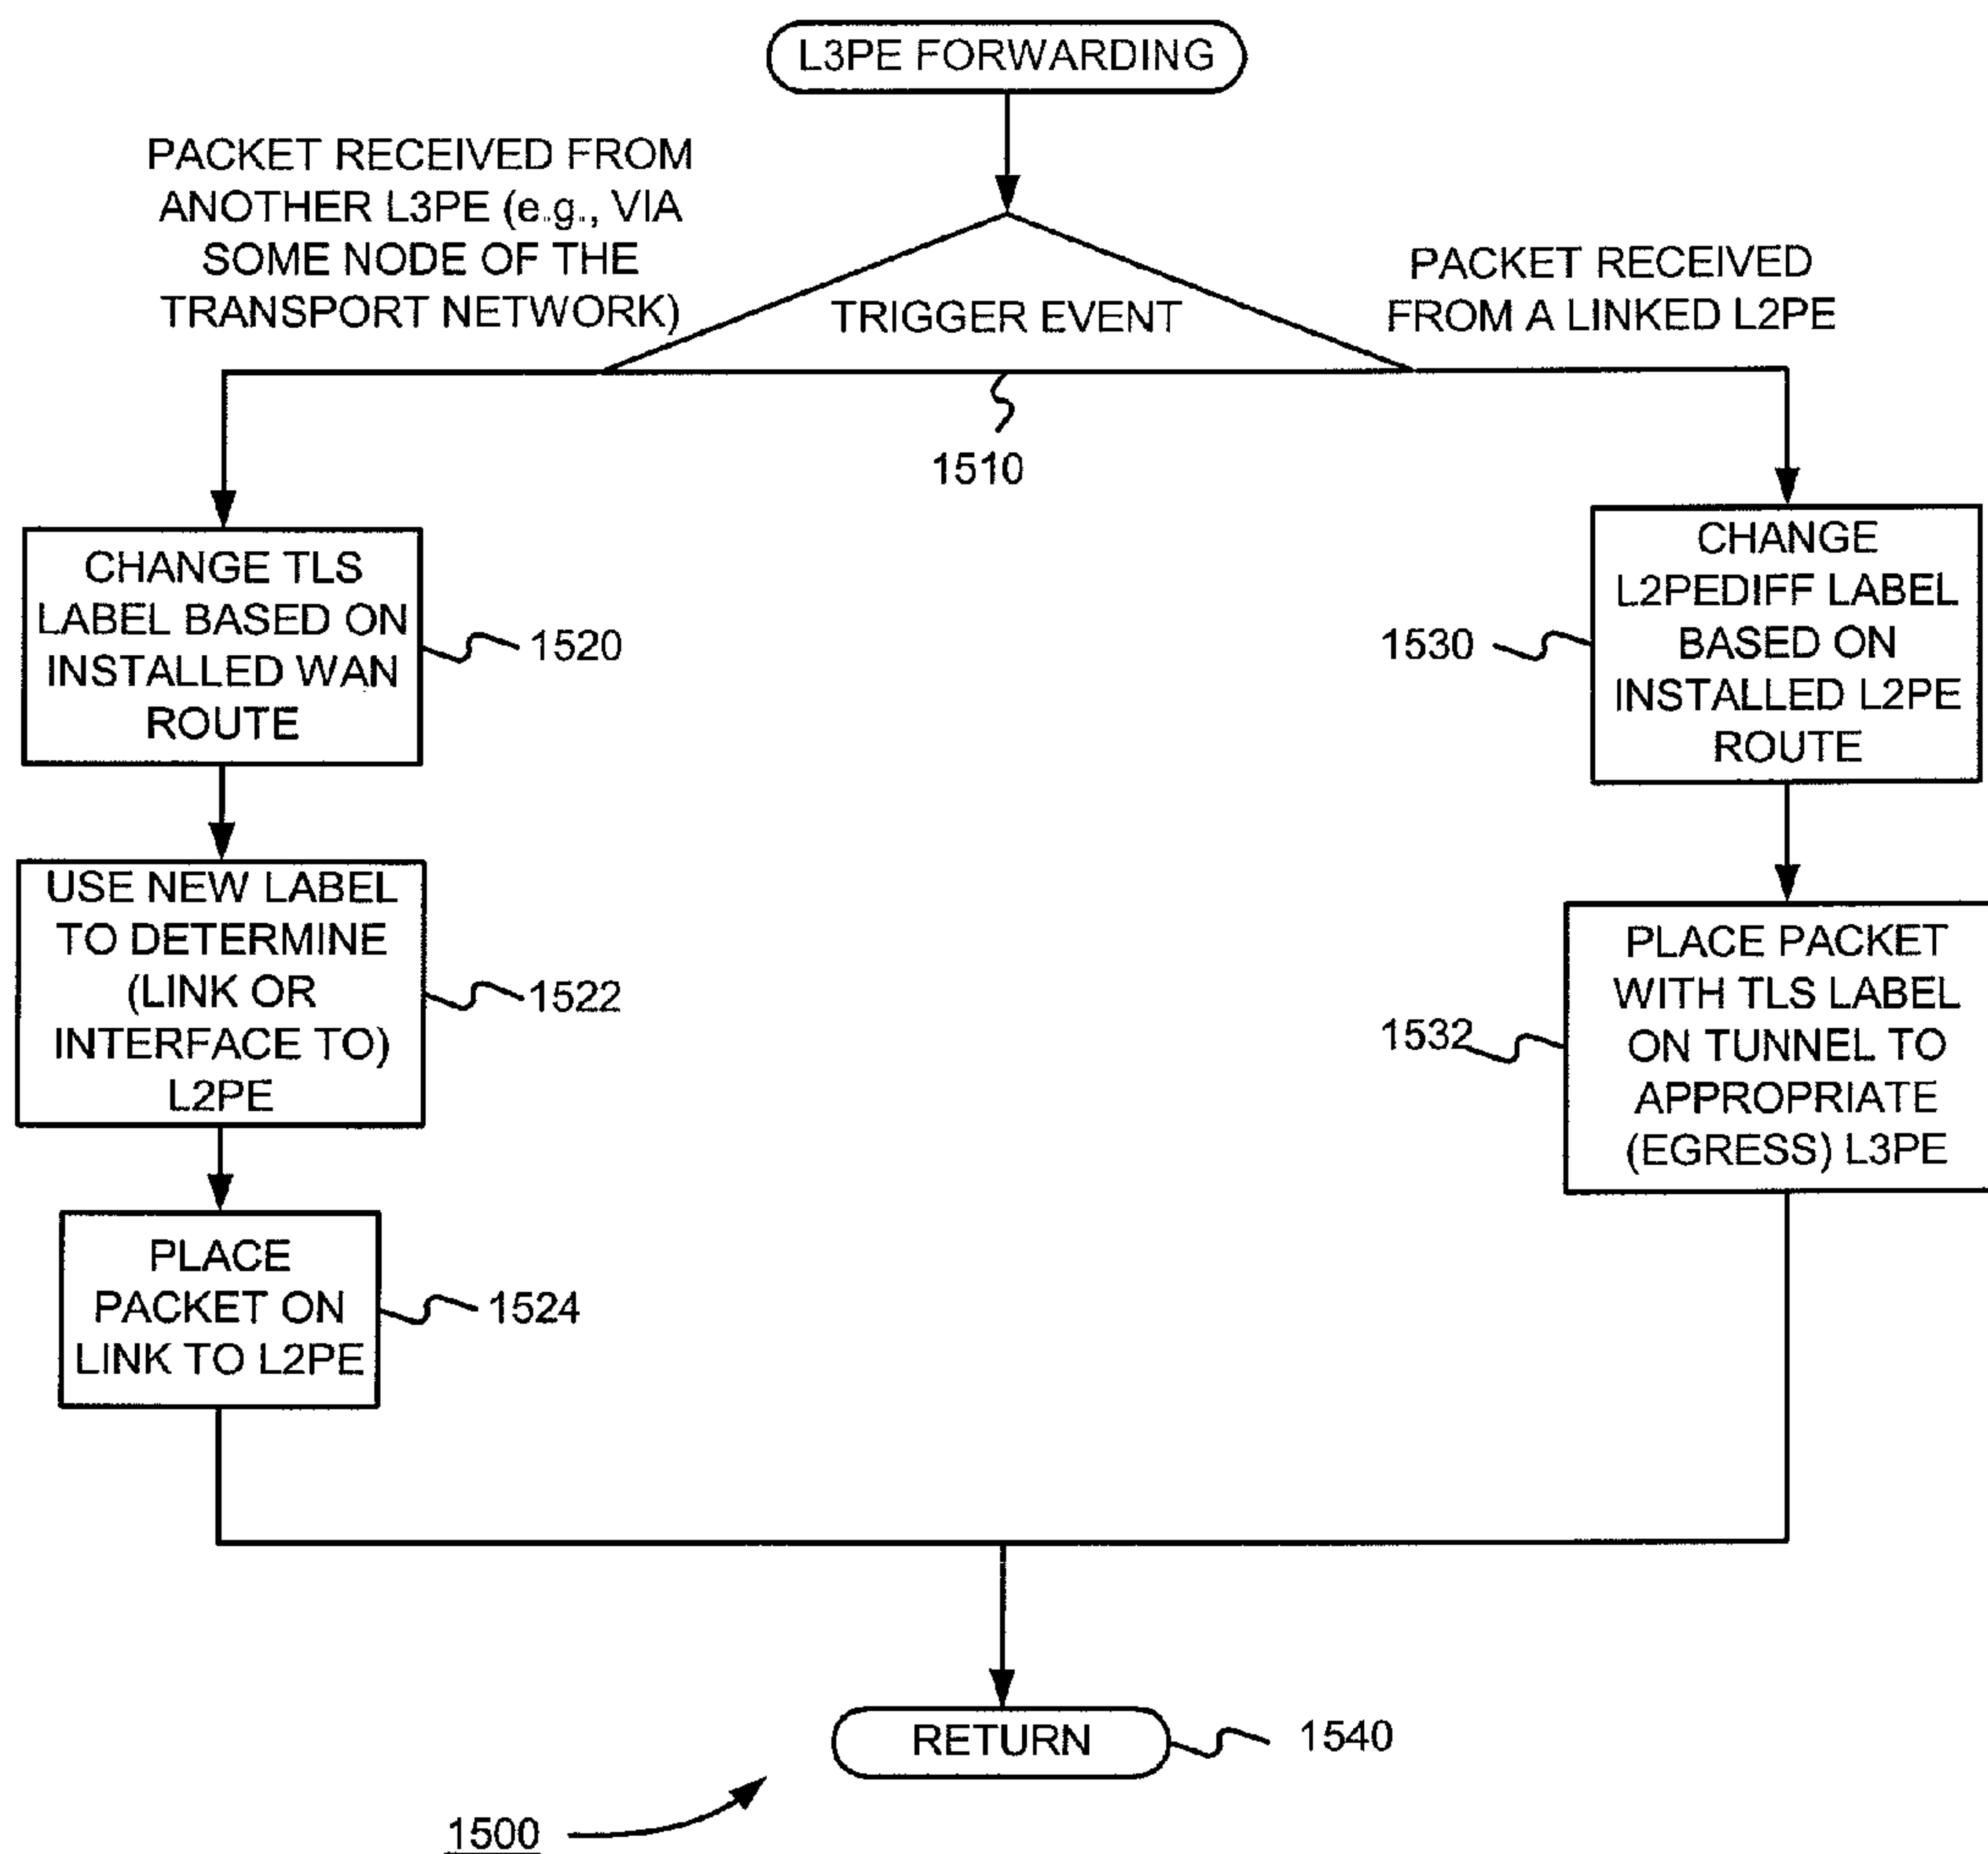 L3PE FORWARDING
PACKET RECEIVED FROM
ANOTHER L3PE (e.g., VIA
SOME NODE OF THE
TRANSPORT NETWORK)
TRIGGER EVENT
PACKET RECEIVED
FROM A LINKED L2PE
1510
CHANGE TLS
LABEL BASED ON
INSTALLED WAN
ROUTE
1520
USE NEW LABEL
TO DETERMINE
(LINK OR
INTERFACE TO)
L2PE
1522
PLACE
PACKET ON
LINK TO L2PE
1524
CHANGE
L2PEDIFF LABEL
BASED ON
INSTALLED L2PE
ROUTE
1530
PLACE PACKET
WITH TLS LABEL
ON TUNNEL TO
APPROPRIATE
(EGRESS) L3PE
1532
RETURN
1540
1500